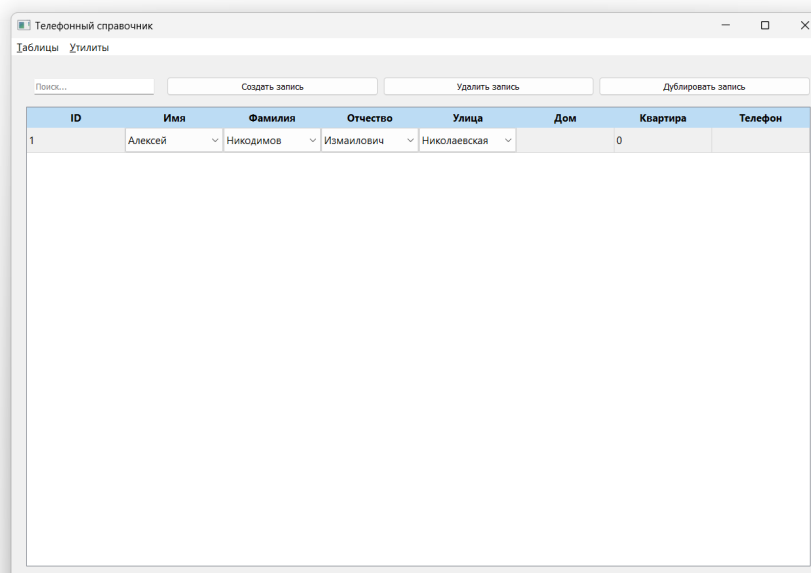 Телефонный справочник
Таблицы Утилиты
Поиск... Создать запись Удалить запись Дублировать запись
ID Имя Фамилия Отчество Улица Дом Квартира Телефон
1 Алексей Никодимов Измаилович Николаевская 0